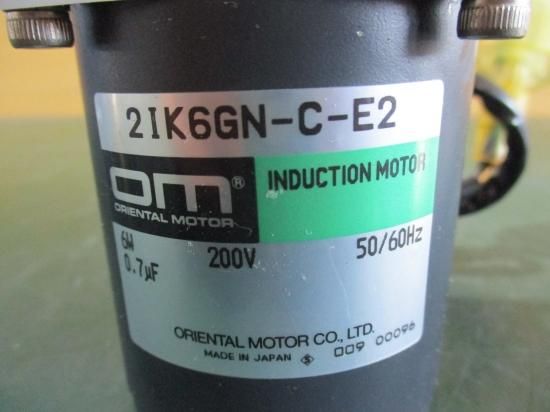 2IK6GN-C-E2
OM®
ORIENTAL MOTOR
INDUCTION MOTOR
6W 200V 50/60Hz
0.7μF
ORIENTAL MOTOR CO., LTD.
MADE IN JAPAN S 009 00096